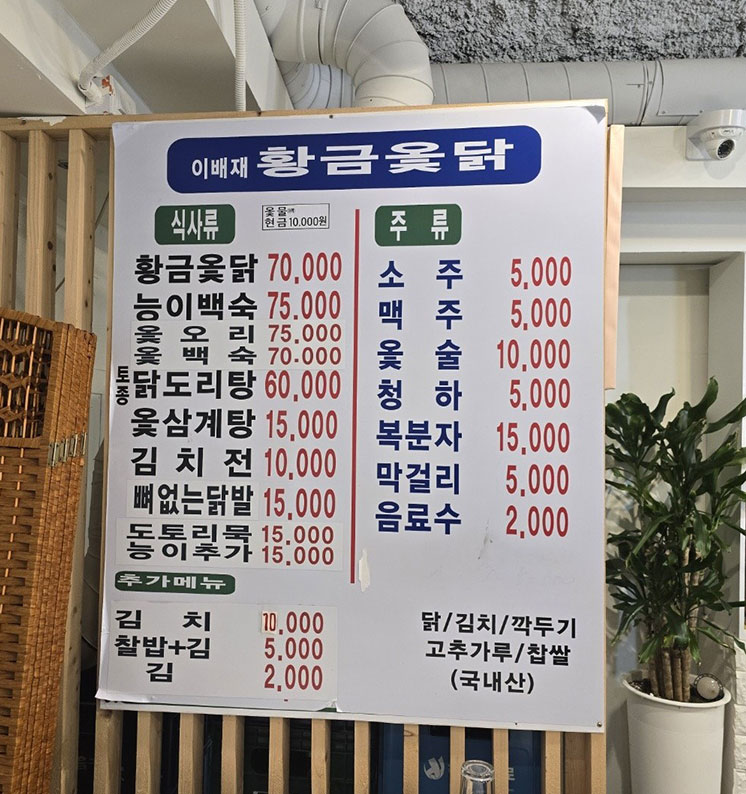 이배재 황금옻닭
식사류
옻물
현금10.000원
황금옻닭 70,000
능이백숙 75,000
옻오리 75.000
옻백숙 70.000
토종 닭도리탕 60,000
옻삼계탕 15,000
김치전 10,000
뼈없는닭발 15,000
도토리묵 15.000
능이추가 15.000
추가메뉴
김치 10,000
찰밥+김 5,000
김 2,000
주류
소주 5,000
맥주 5,000
옻술 10,000
청하 5,000
복분자 15,000
막걸리 5,000
음료수 2,000
닭/김치/깍두기
고추가루/찹쌀
(국내산)